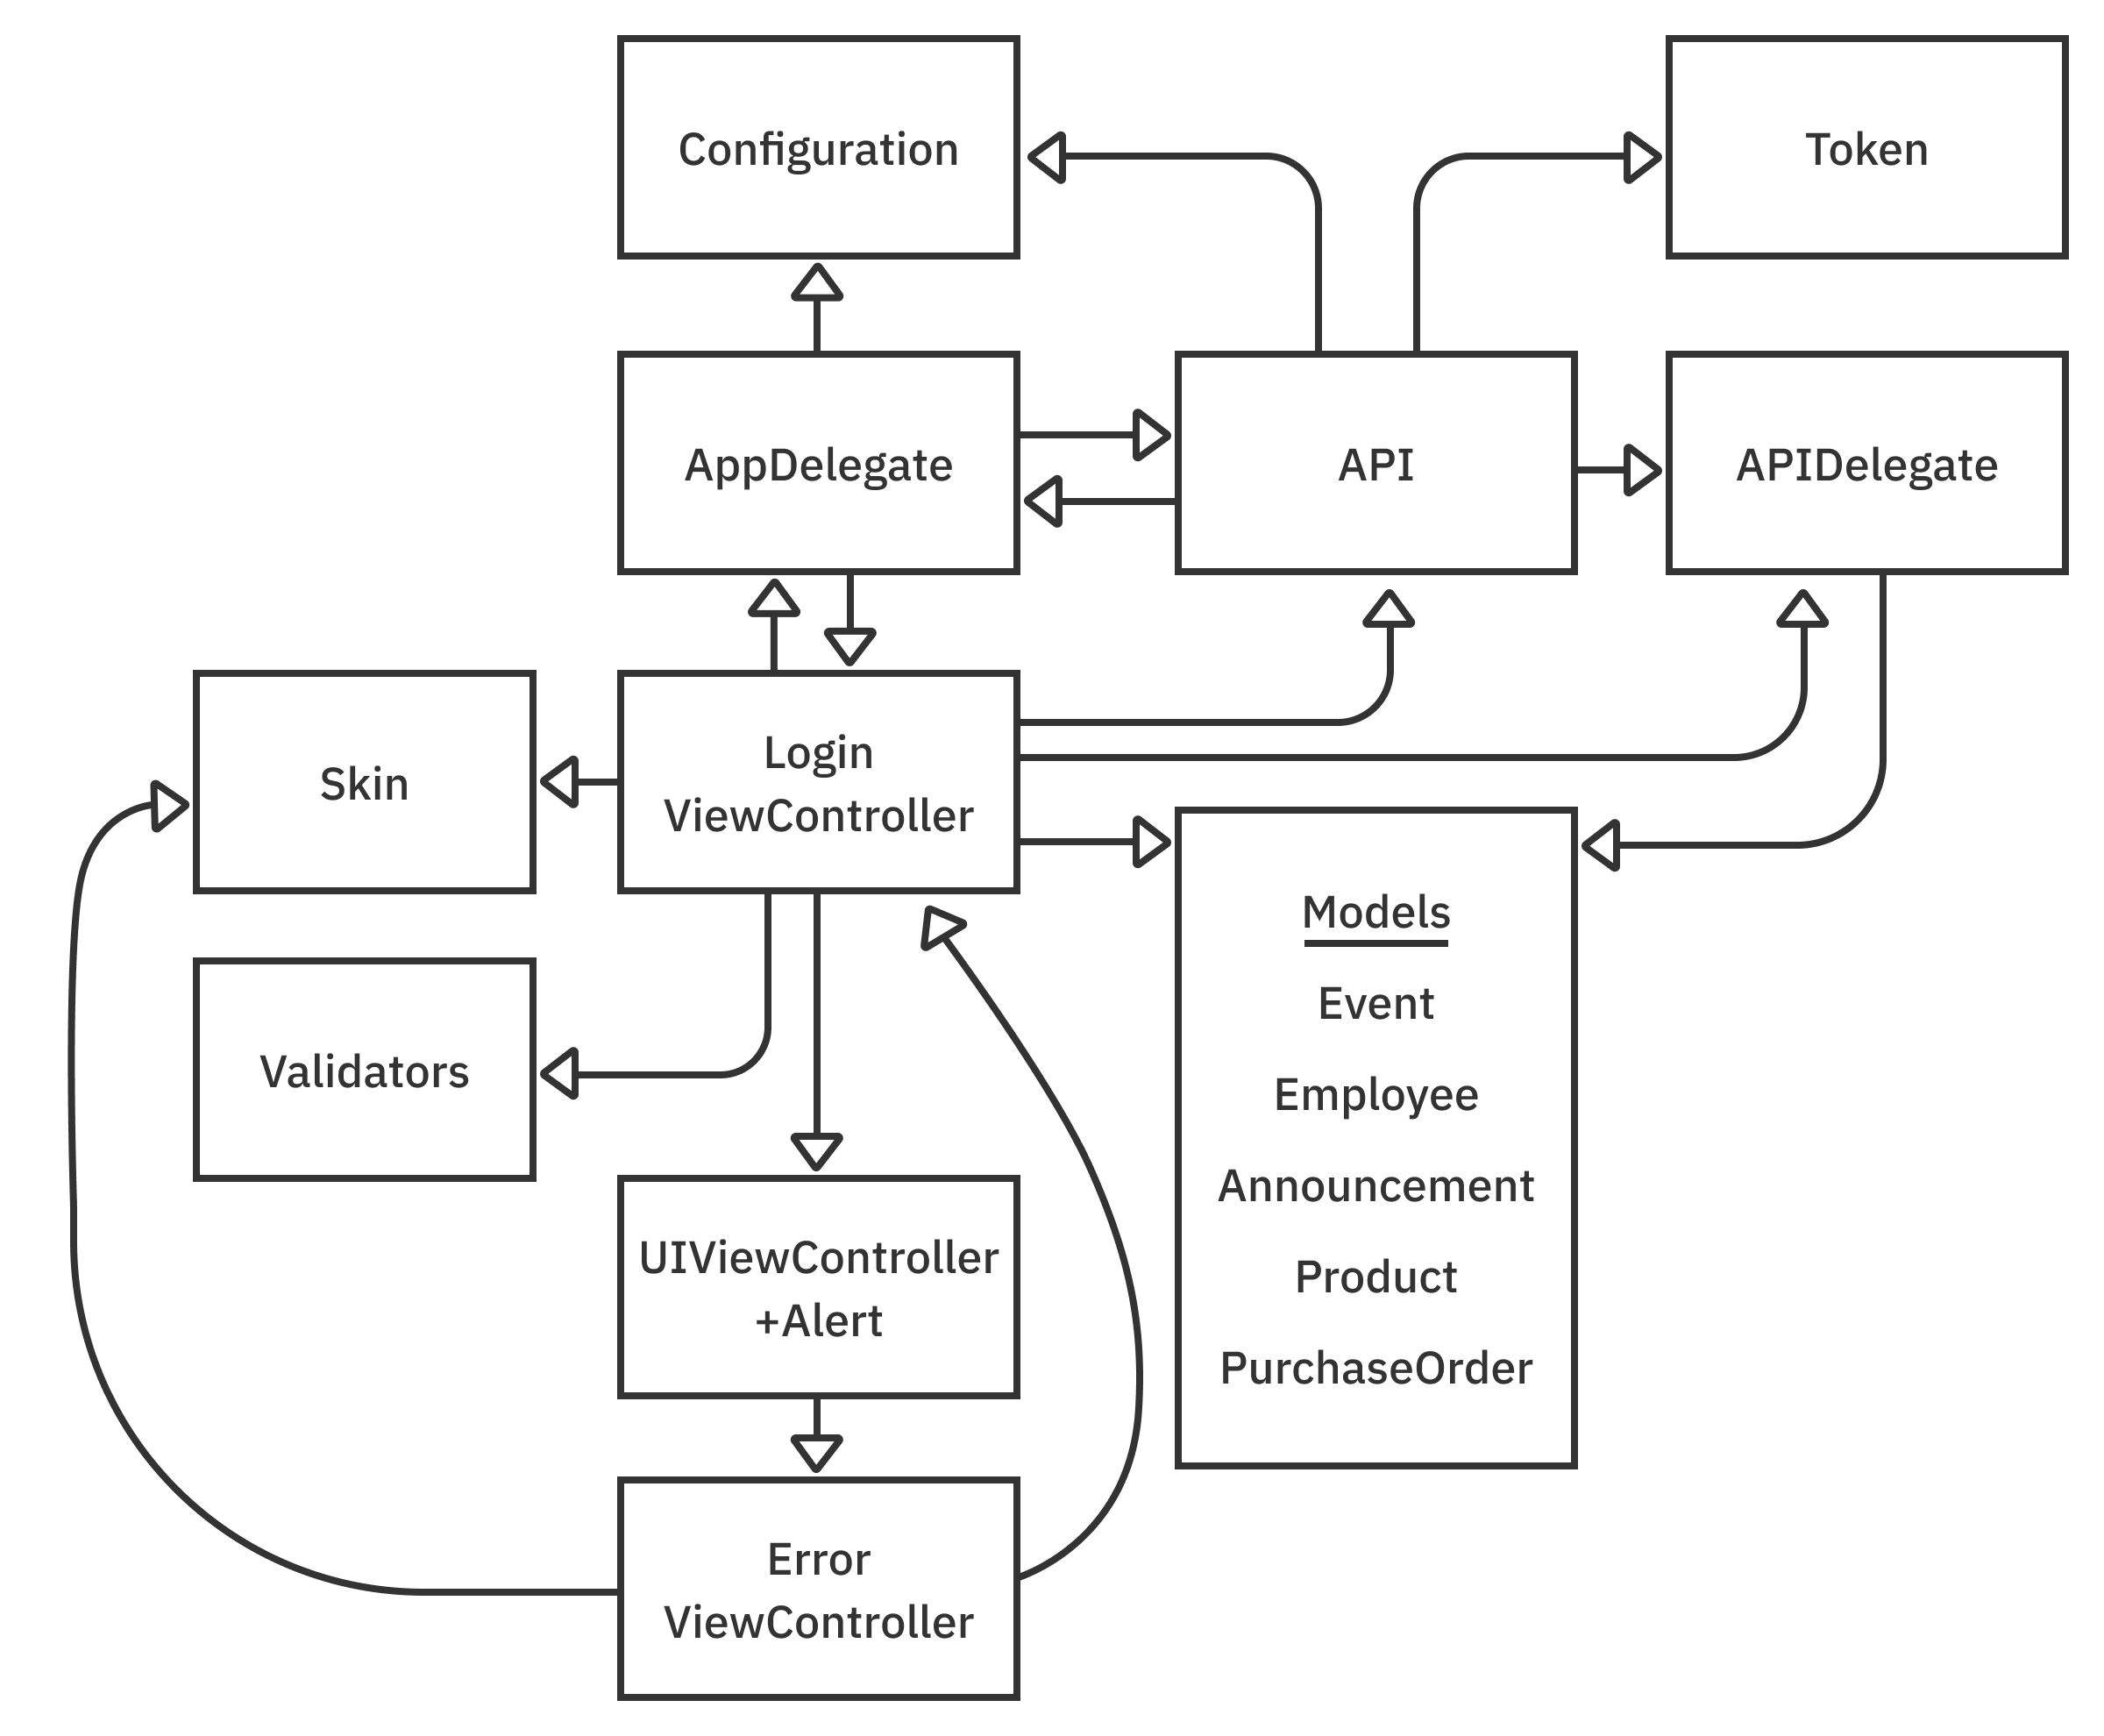 Configuration
Token
AppDelegate
API
APIDelegate
Skin
Login
ViewController
Validators
Models
Event
Employee
Announcement
Product
PurchaseOrder
UIViewController
+Alert
Error
ViewController